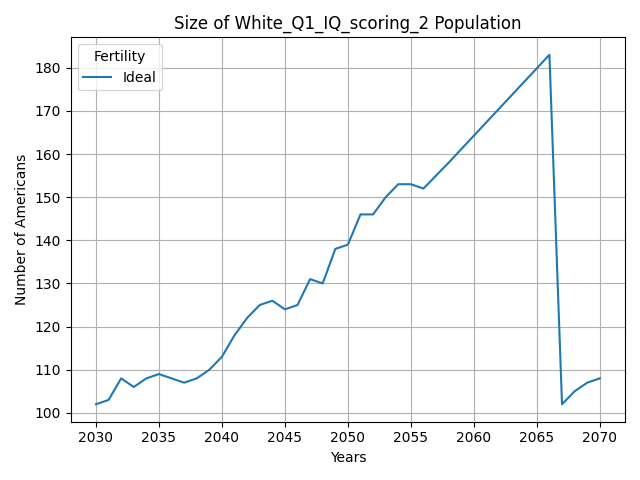 Size of White_Q1_IQ_scoring_2 Population
Fertility
Ideal
Number of Americans
180
170
160
150
140
130
120
110
100
2030 2035 2040 2045 2050 2055 2060 2065 2070
Years